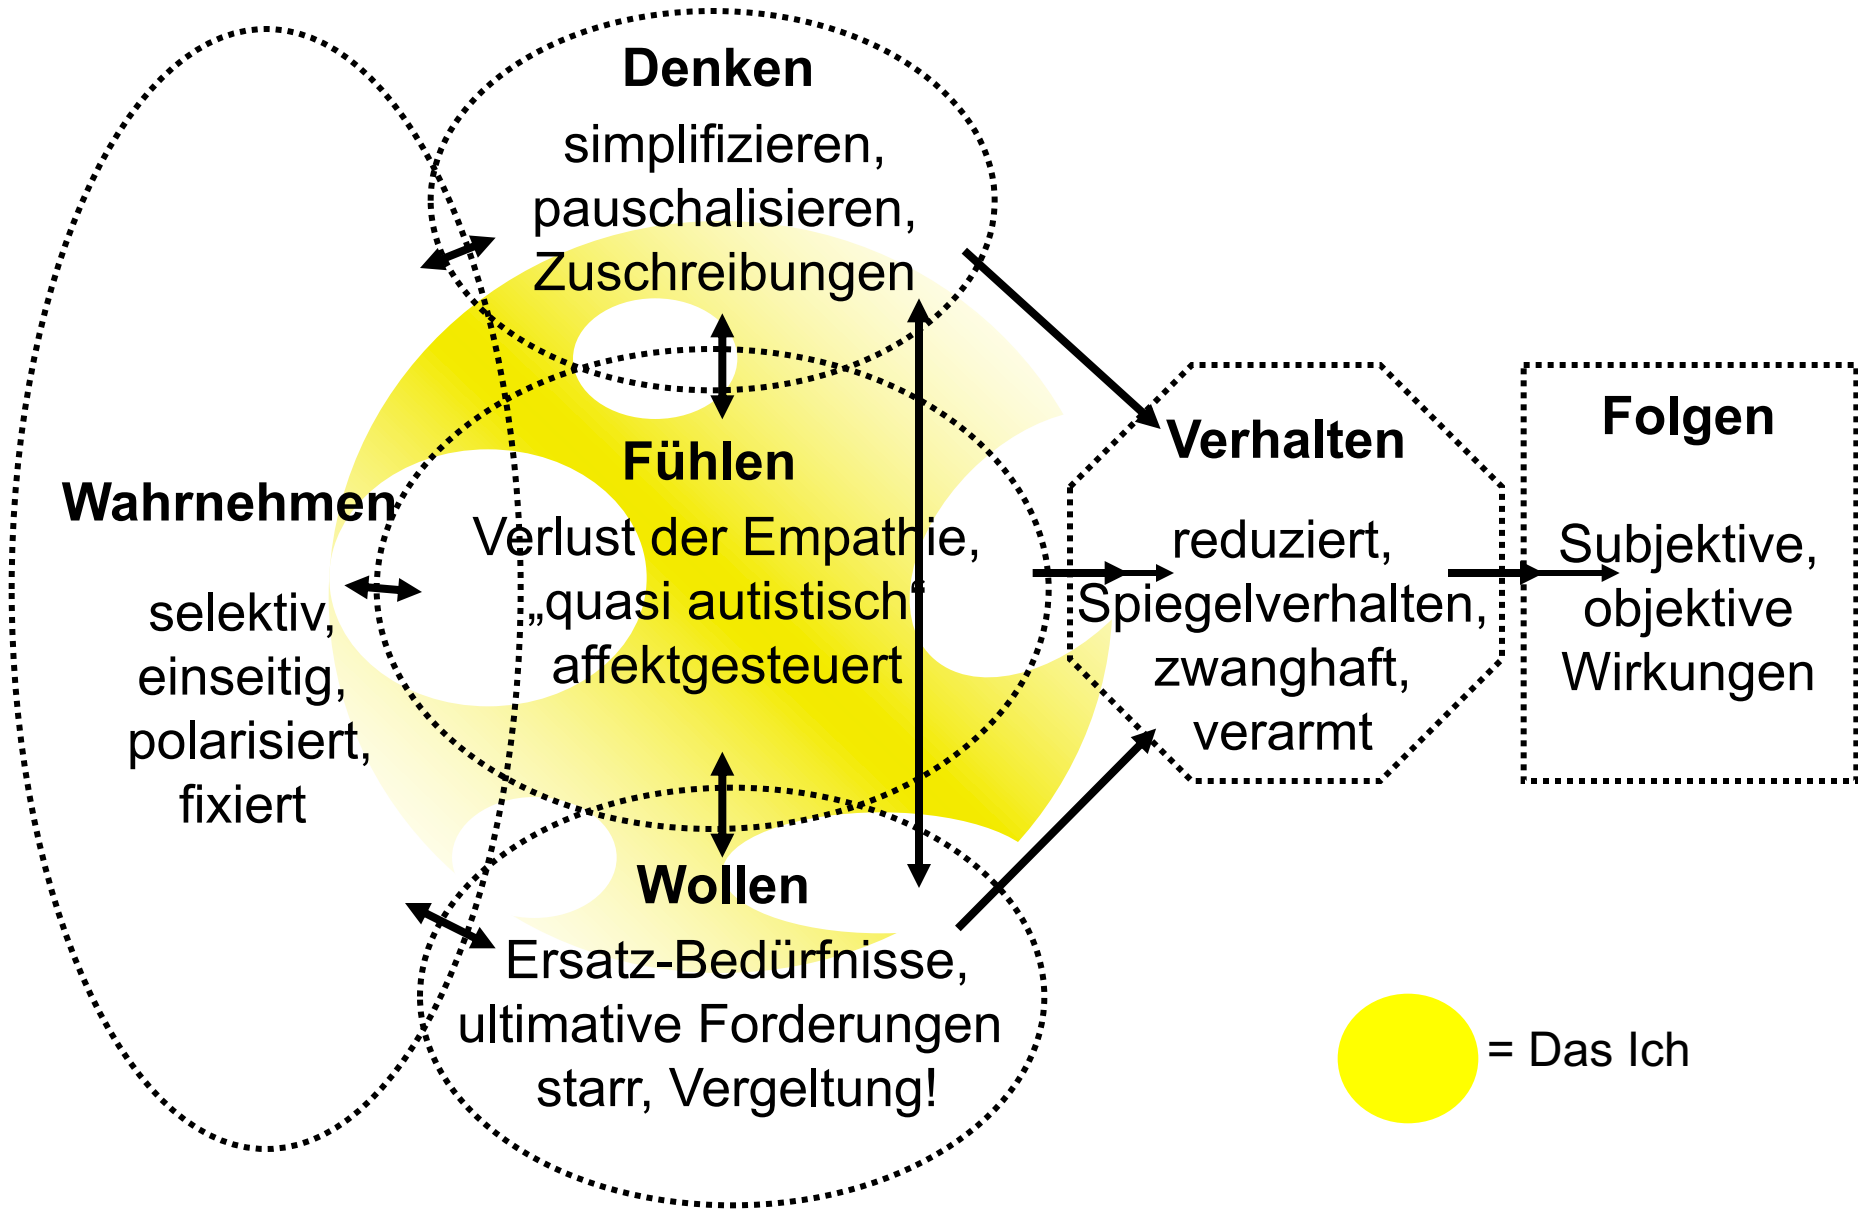 Denken
simplifizieren,
pauschalisieren,
Zuschreibungen
Fühlen
Verlust der Empathie,
„quasi autistisch“
affektgesteuert
Wahrnehmen
selektiv,
einseitig,
polarisiert,
fixiert
Wollen
Ersatz-Bedürfnisse,
ultimative Forderungen
starr, Vergeltung!
Verhalten
reduziert,
Spiegelverhalten,
zwanghaft,
verarmt
Folgen
Subjektive,
objektive
Wirkungen
= Das Ich